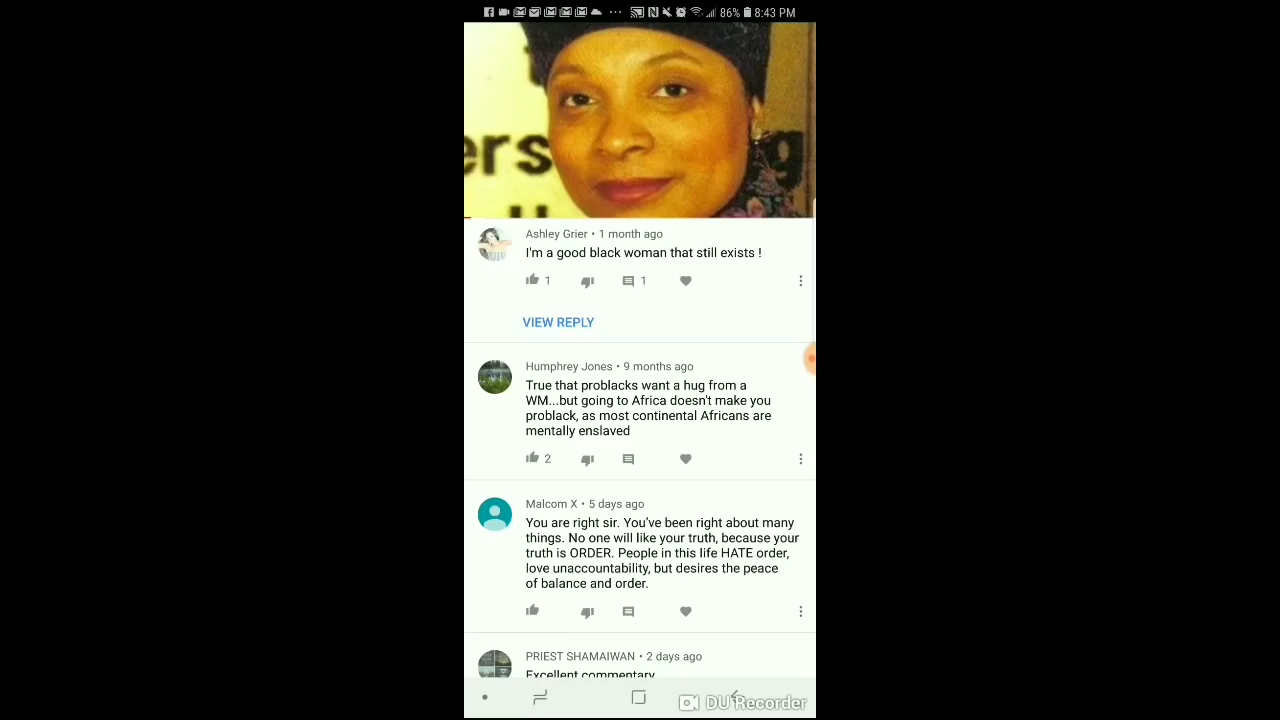 86% 8:43 PM
ers
g
Ashley Grier • 1 month ago
I'm a good black woman that still exists !
1 1
VIEW REPLY
Humphrey Jones • 9 months ago
True that problacks want a hug from a
WM...but going to Africa doesn't make you
problack, as most continental Africans are
mentally enslaved
2
Malcom X • 5 days ago
You are right sir. You've been right about many
things. No one will like your truth, because your
truth is ORDER. People in this life HATE order,
love unaccountability, but desires the peace
of balance and order.
PRIEST SHAMAIWAN • 2 days ago
Excellent commentary
DU Recorder